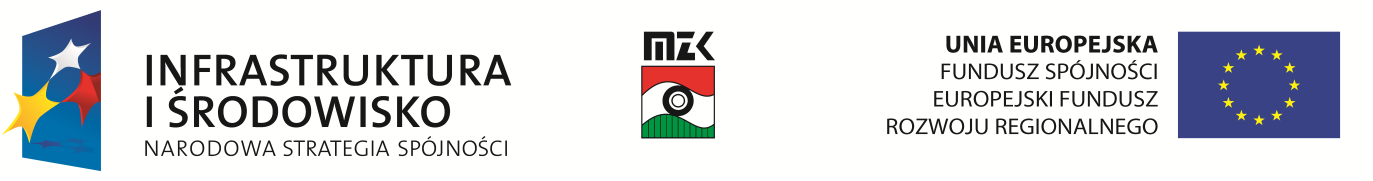 INFRASTRUKTURA
I ŚRODOWISKO
NARODOWA STRATEGIA SPÓJNOŚCI
MZK
UNIA EUROPEJSKA
FUNDUSZ SPÓJNOŚCI
EUROPEJSKI FUNDUSZ
ROZWOJU REGIONALNEGO